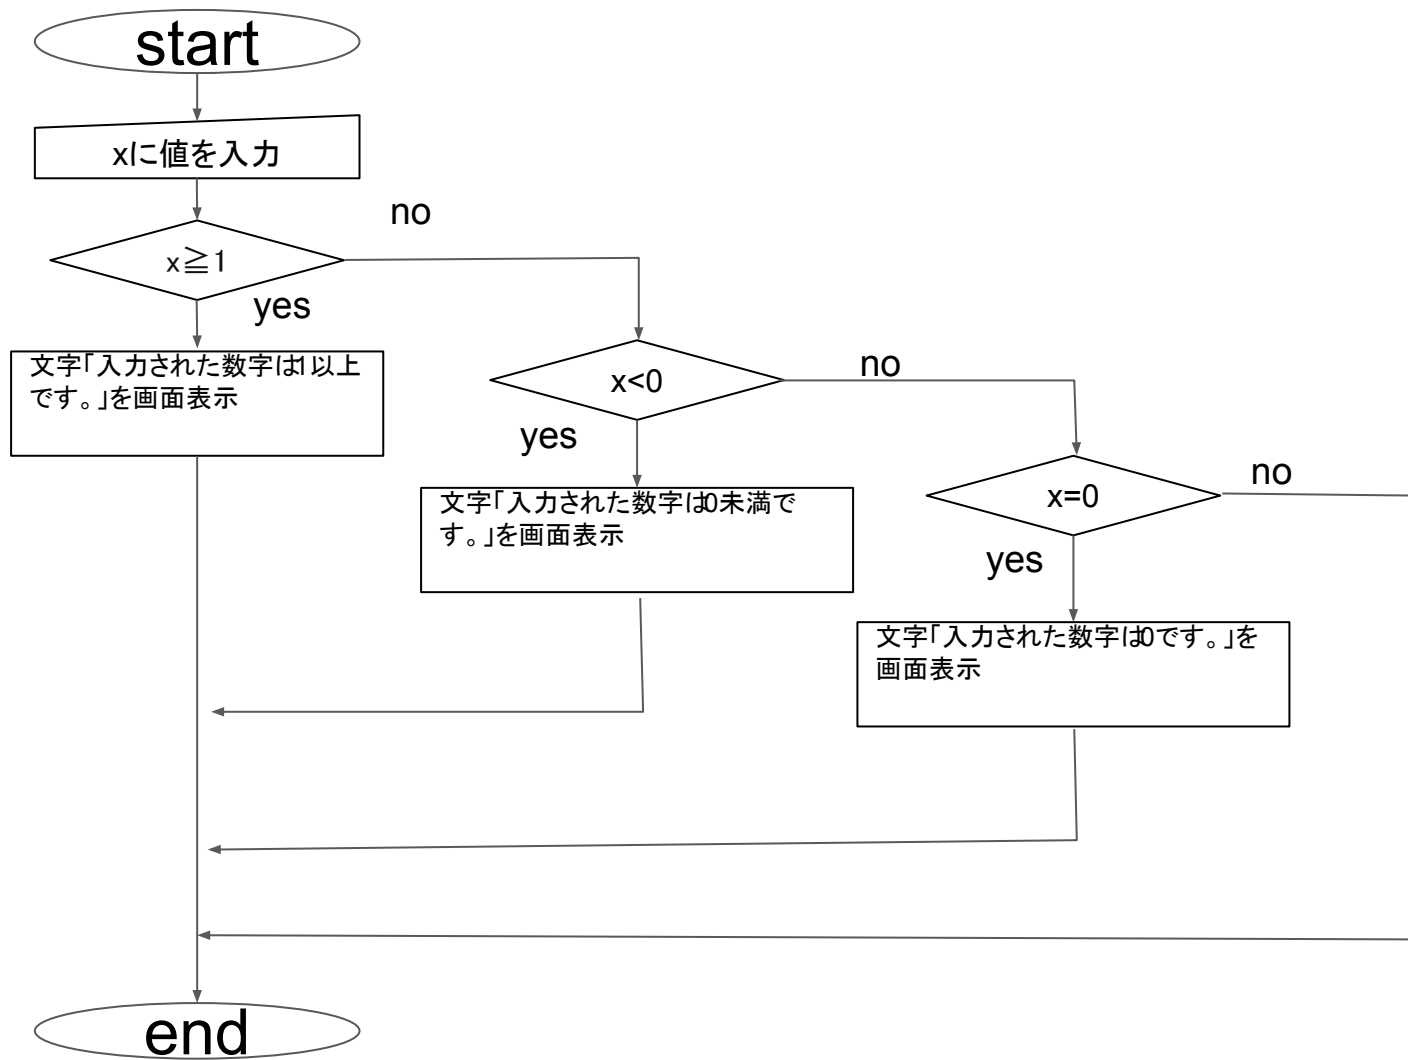 start
xに値を入力
no
x≧1
yes
文字「入力された数字は1以上
です。」を画面表示
x<0
no
yes
文字「入力された数字は0未満で
す。」を画面表示
x=0
no
yes
文字「入力された数字は0です。」を
画面表示
end